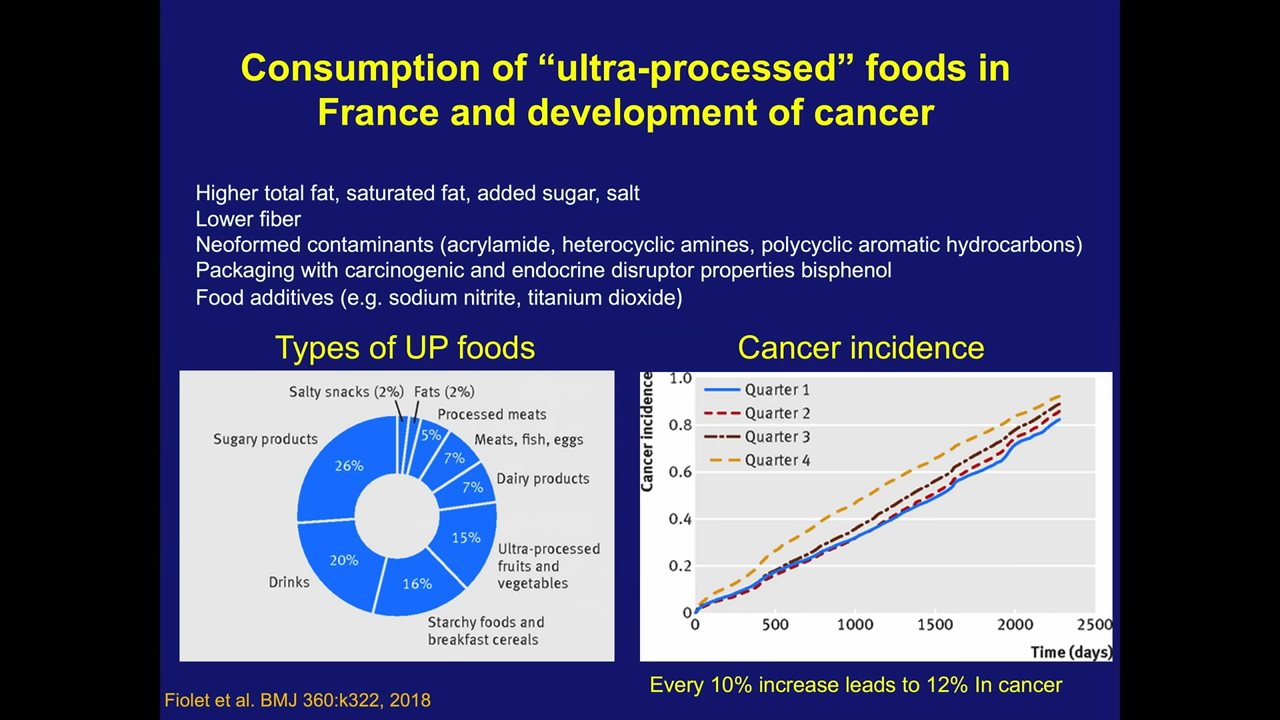 Consumption of “ultra-processed” foods in
France and development of cancer
Higher total fat, saturated fat, added sugar, salt
Lower fiber
Neoformed contaminants (acrylamide, heterocyclic amines, polycyclic aromatic hydrocarbons)
Packaging with carcinogenic and endocrine disruptor properties bisphenol
Food additives (e.g. sodium nitrite, titanium dioxide)
Types of UP foods
Salty snacks (2%)
Fats (2%)
Processed meats
5%
Meats, fish, eggs
7%
Dairy products
7%
Ultra-processed
fruits and
vegetables
15%
Starchy foods and
breakfast cereals
16%
Drinks
20%
Sugary products
26%
Cancer incidence
Cancer incidence
1.0
0.8
0.6
0.4
0.2
0
Quarter 1
Quarter 2
Quarter 3
Quarter 4
0 500 1000 1500 2000 2500
Time (days)
Every 10% increase leads to 12% In cancer
Fiolet et al. BMJ 360:k322, 2018